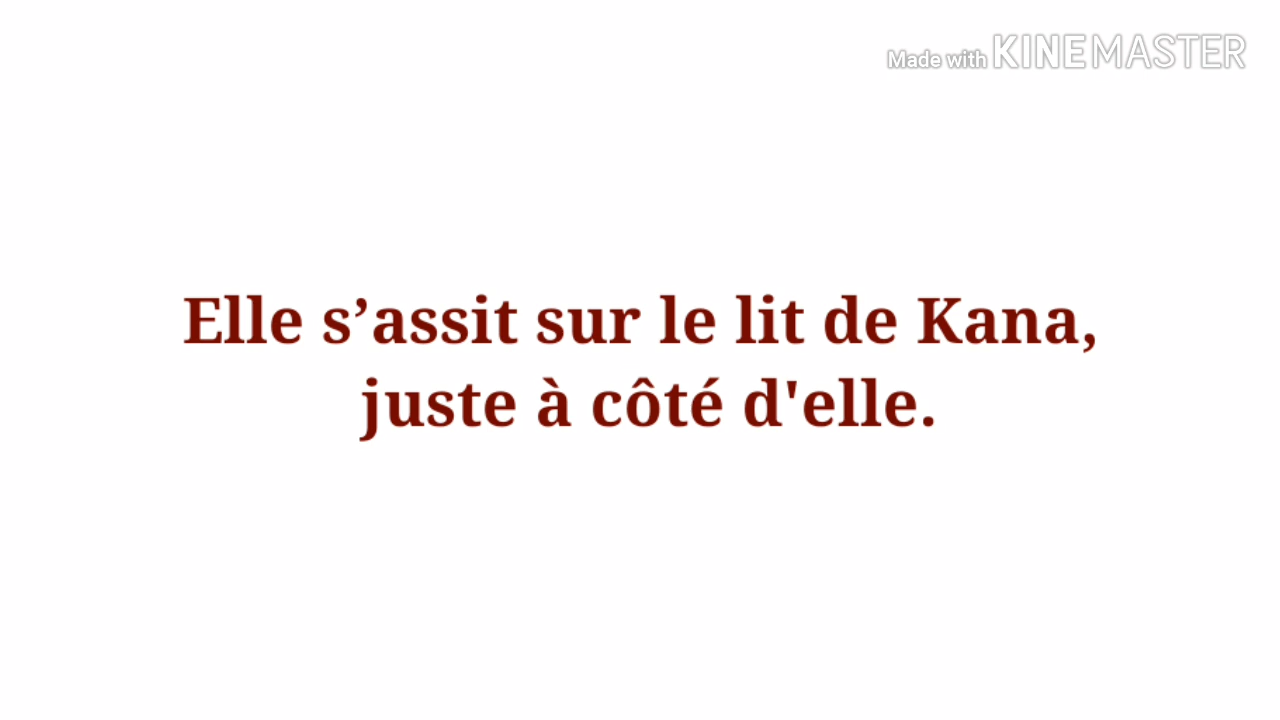 Made with KINEMASTER
Elle s’assit sur le lit de Kana,
juste à côté d'elle.